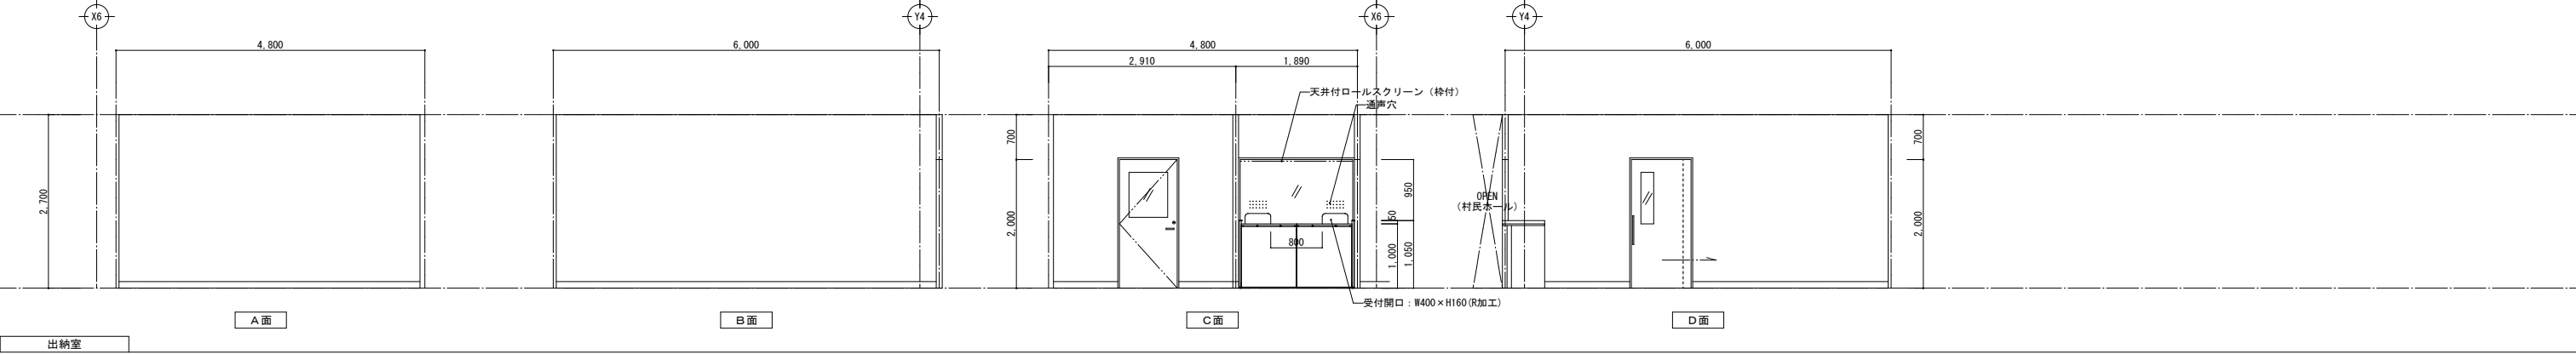 X6
Y4
X6
Y4
4,800
6,000
4,800
6,000
2,910
1,890
天井付ロールスクリーン（枠付）
通声穴
700
700
2,700
2,000
950
50
OPEN
（村民ホール）
2,000
800
1,000
1,050
受付開口：W400×H160(R加工)
A面
B面
C面
D面
出納室